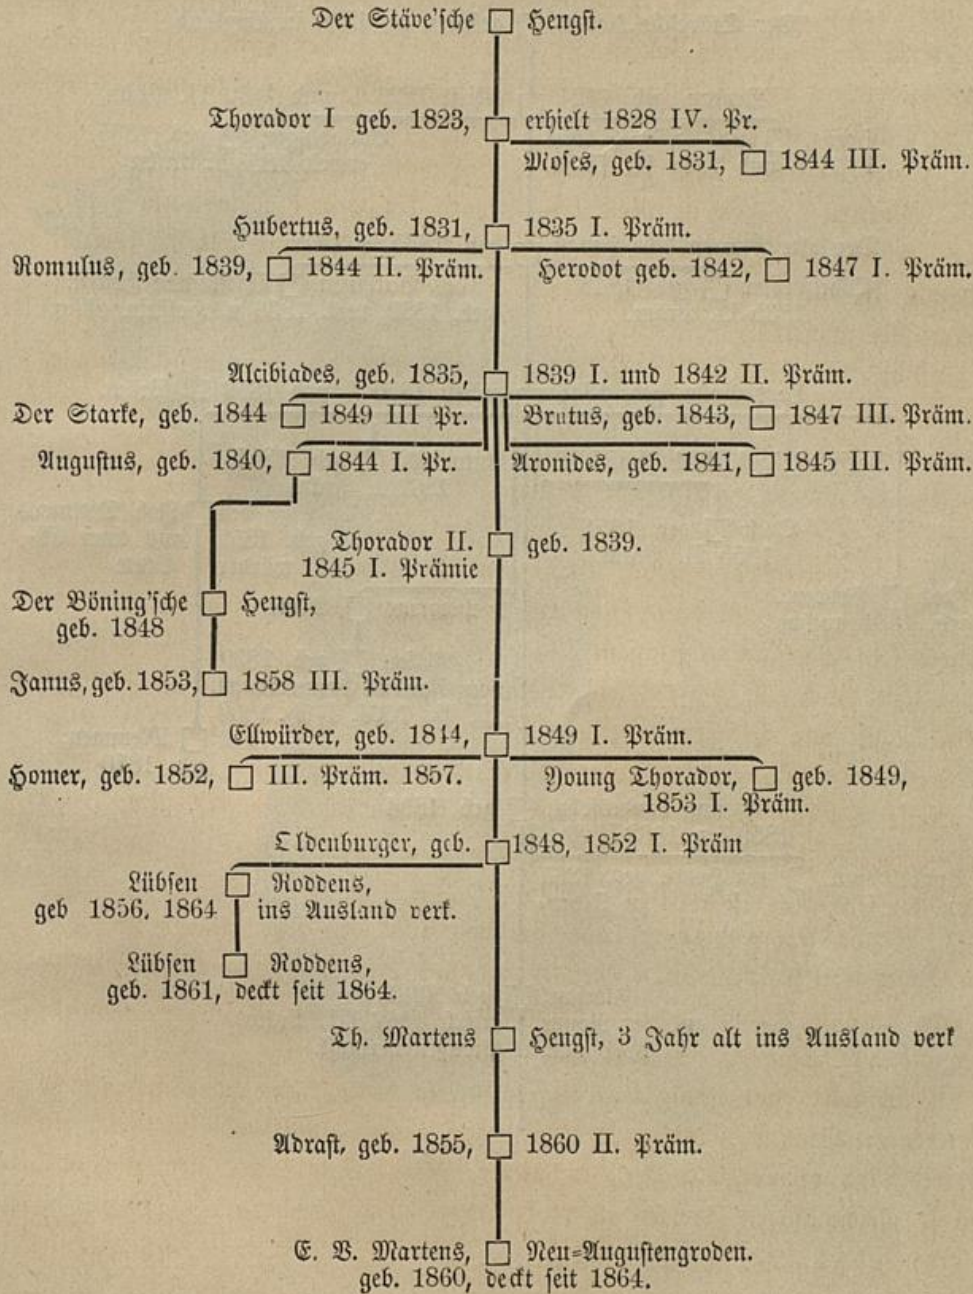 Der Stäve'sche Hengst.
Thorador I geb. 1823, erhielt 1828 IV. Pr.
Moses, geb. 1831, 1844 III. Präm.
Hubertus, geb. 1831, 1835 I. Präm.
Romulus, geb. 1839, 1844 II. Präm. Herodot geb. 1842, 1847 I. Präm.
Alcibiades, geb. 1835, 1839 I. und 1842 II. Präm.
Der Starke, geb. 1844 1849 III Pr. Brutus, geb. 1843, 1847 III. Präm.
Augustus, geb. 1840, 1844 I. Pr. Aronides, geb. 1841, 1845 III. Präm.
Thorador II. geb. 1839.
1845 I. Prämie
Der Böning'sche Hengst,
geb. 1848
Janus, geb. 1853, 1858 III. Präm.
Ellwürder, geb. 1844, 1849 I. Präm.
Homer, geb. 1852, III. Präm. 1857. Young Thorador, geb. 1849,
1853 I. Präm.
Oldenburger, geb. 1848, 1852 I. Präm
Lübsen Roddens,
geb 1856, 1864 ins Ausland verk.
Lübsen Roddens,
geb. 1861, deckt seit 1864.
Th. Martens Hengst, 3 Jahr alt ins Ausland verk
Adrast, geb. 1855, 1860 II. Präm.
E. B. Martens, Neu-Augustengroden.
geb. 1860, deckt seit 1864.